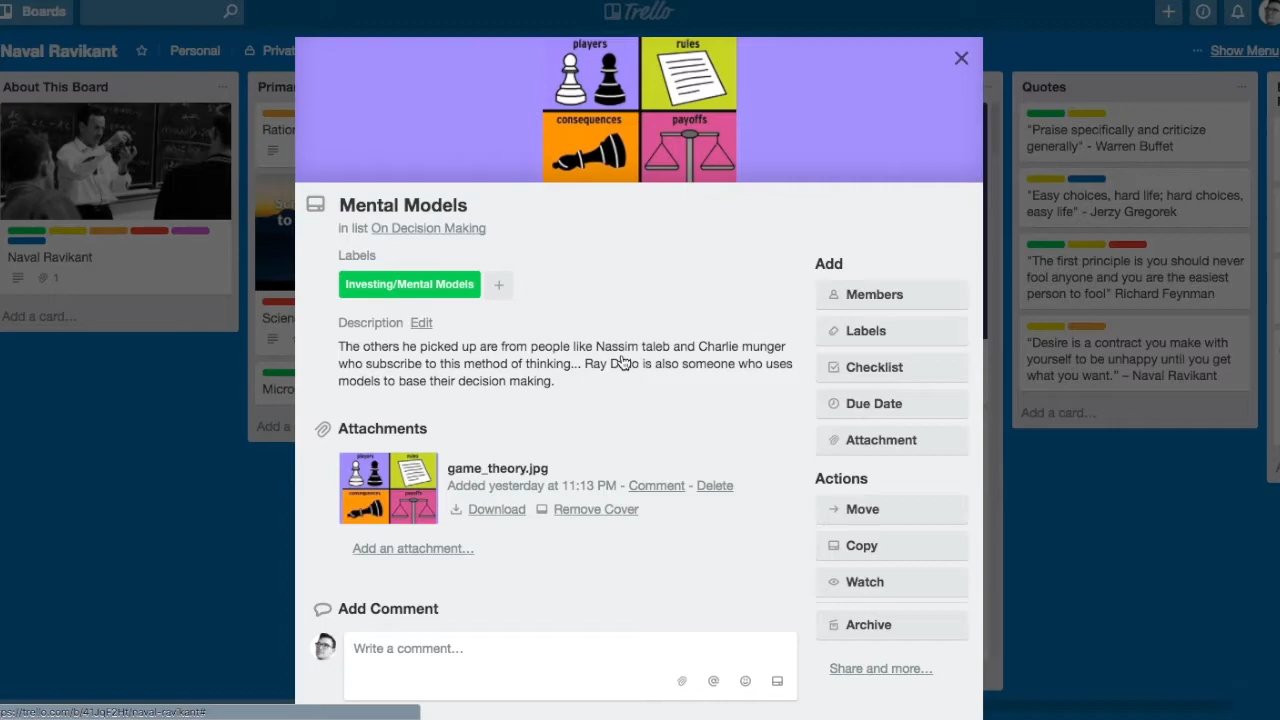 Boards
Trello
Naval Ravikant
Personal
Show Menu
About This Board
Naval Ravikant
1
Add a card…
Add a
players
rules
consequences
payoffs
Mental Models
in list On Decision Making
Labels
Investing/Mental Models
Description Edit
The others he picked up are from people like Nassim taleb and Charlie munger
who subscribe to this method of thinking... Ray is also someone who uses
models to base their decision making.
Attachments
players
rules
consequences
payoffs
game_theory.jpg
Added yesterday at 11:13 PM - Comment - Delete
Download
Remove Cover
Add an attachment…
Add Comment
Write a comment…
Add
Members
Labels
Checklist
Due Date
Attachment
Actions
Move
Copy
Watch
Archive
Share and more…
Quotes
"Praise specifically and criticize
generally" - Warren Buffet
"Easy choices, hard life; hard choices,
easy life" - Jerzy Gregorek
"The first principle is you should never
fool anyone and you are the easiest
person to fool" Richard Feynman
"Desire is a contract you make with
yourself to be unhappy until you get
what you want." – Naval Ravikant
Add a card…